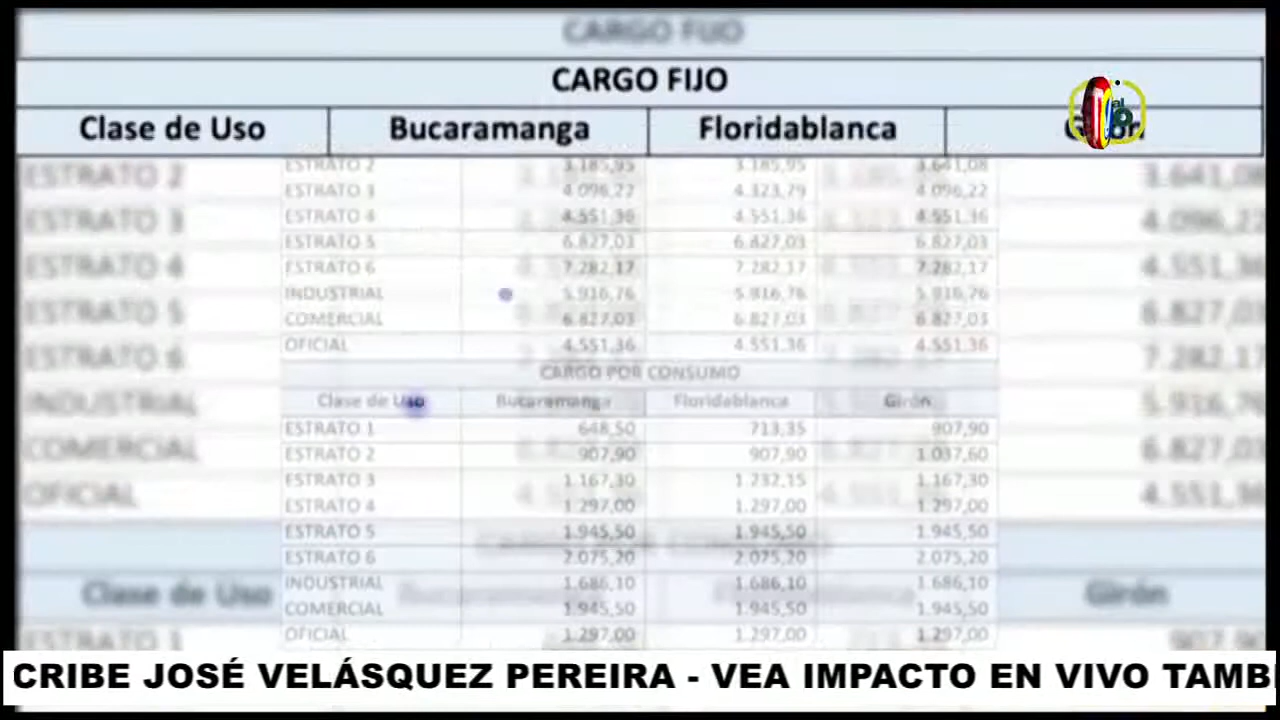 CARGO FIJO
CARGO FIJO
Clase de Uso Bucaramanga Floridablanca Girón
ESTRATO 2 3.185,95 3.185,95 3.641,08
ESTRATO 3 4.096,22 4.323,79 4.096,22
ESTRATO 4 4.551,36 4.551,36 4.551,36
ESTRATO 5 6.827,03 6.827,03 6.827,03
ESTRATO 6 7.282,17 7.282,17 7.282,17
INDUSTRIAL 5.916,76 5.916,76 5.916,76
COMERCIAL 6.827,03 6.827,03 6.827,03
OFICIAL 4.551,36 4.551,36 4.551,36
CARGO POR CONSUMO
Clase de Uso Bucaramanga Floridablanca Girón
ESTRATO 1 648,50 713,35 907,90
ESTRATO 2 907,90 907,90 1.037,60
ESTRATO 3 1.167,30 1.232,15 1.167,30
ESTRATO 4 1.297,00 1.297,00 1.297,00
ESTRATO 5 1.945,50 1.945,50 1.945,50
ESTRATO 6 2.075,20 2.075,20 2.075,20
INDUSTRIAL 1.686,10 1.686,10 1.686,10
COMERCIAL 1.945,50 1.945,50 1.945,50
OFICIAL 1.297,00 1.297,00 1.297,00
CRIBE JOSÉ VELÁSQUEZ PEREIRA - VEA IMPACTO EN VIVO TAMB